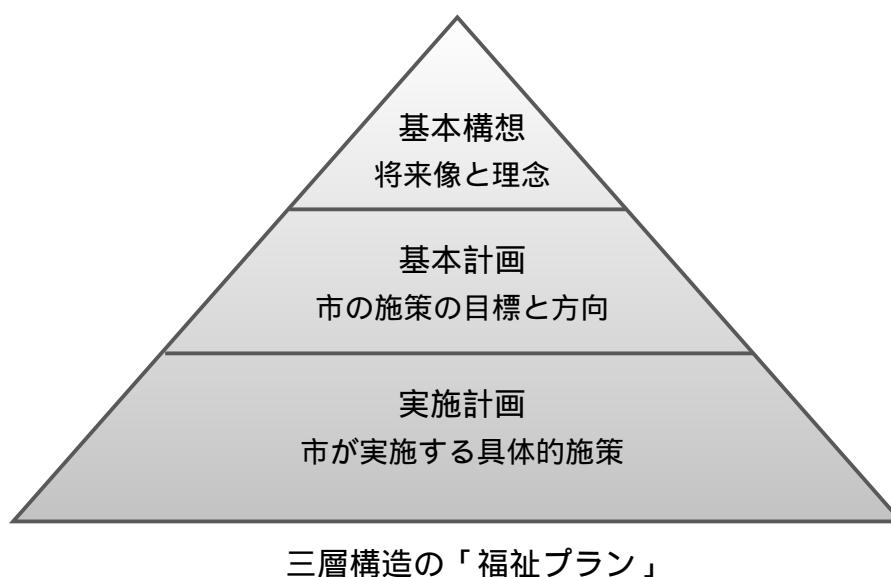 基本構想
将来像と理念
基本計画
市の施策の目標と方向
実施計画
市が実施する具体的施策
三層構造の「福祉プラン」